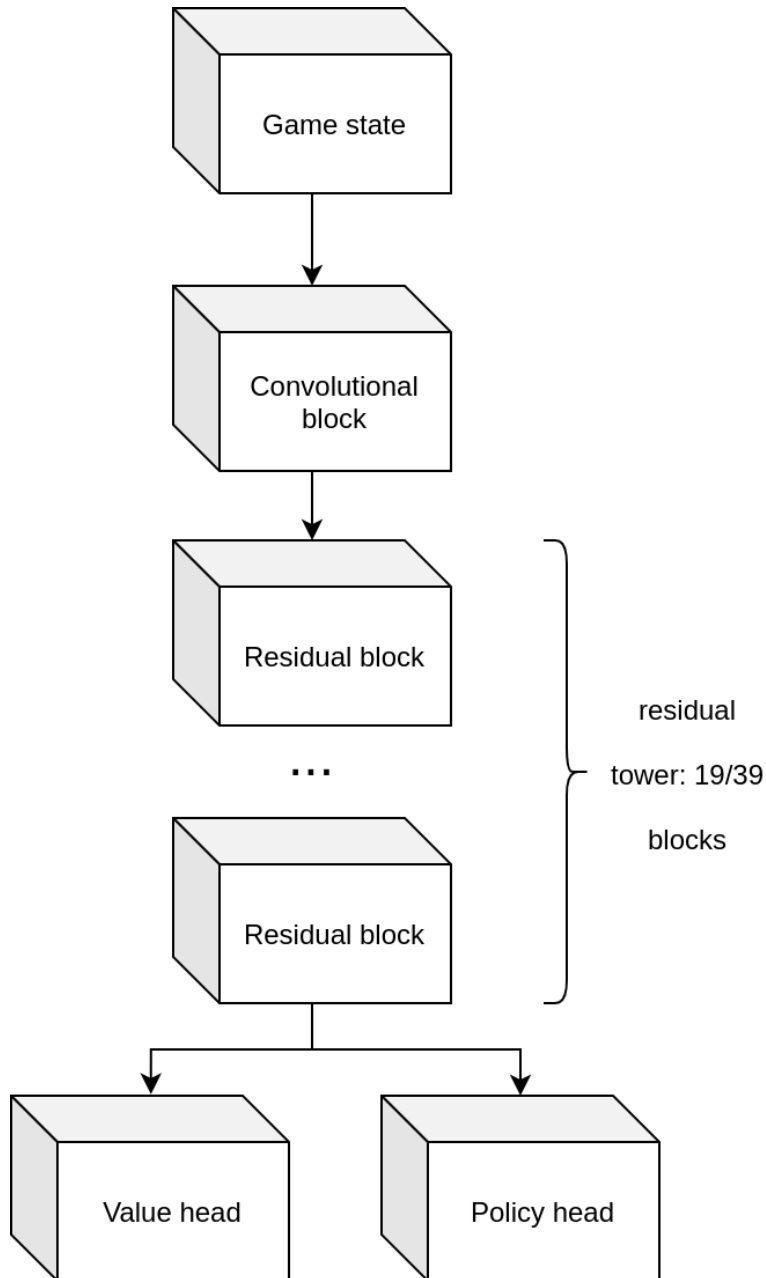 Game state
Convolutional
block
Residual block
...
residual
tower: 19/39
blocks
Residual block
Value head
Policy head